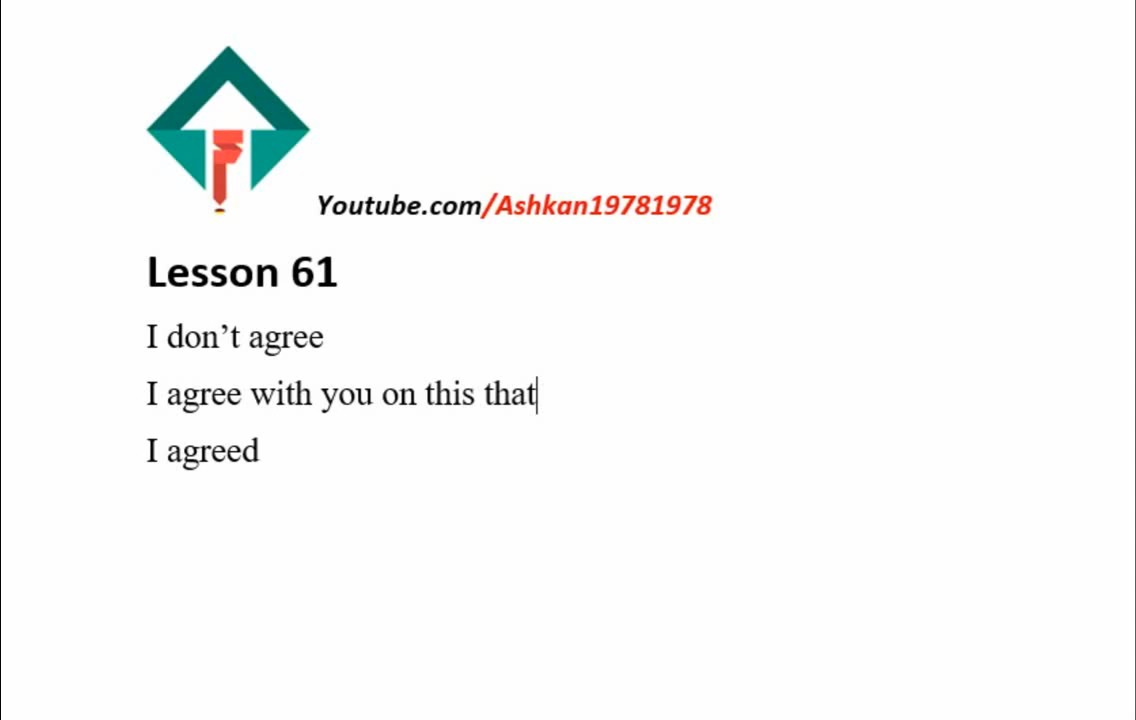 Youtube.com/Ashkan19781978
Lesson 61
I don’t agree
I agree with you on this that
I agreed